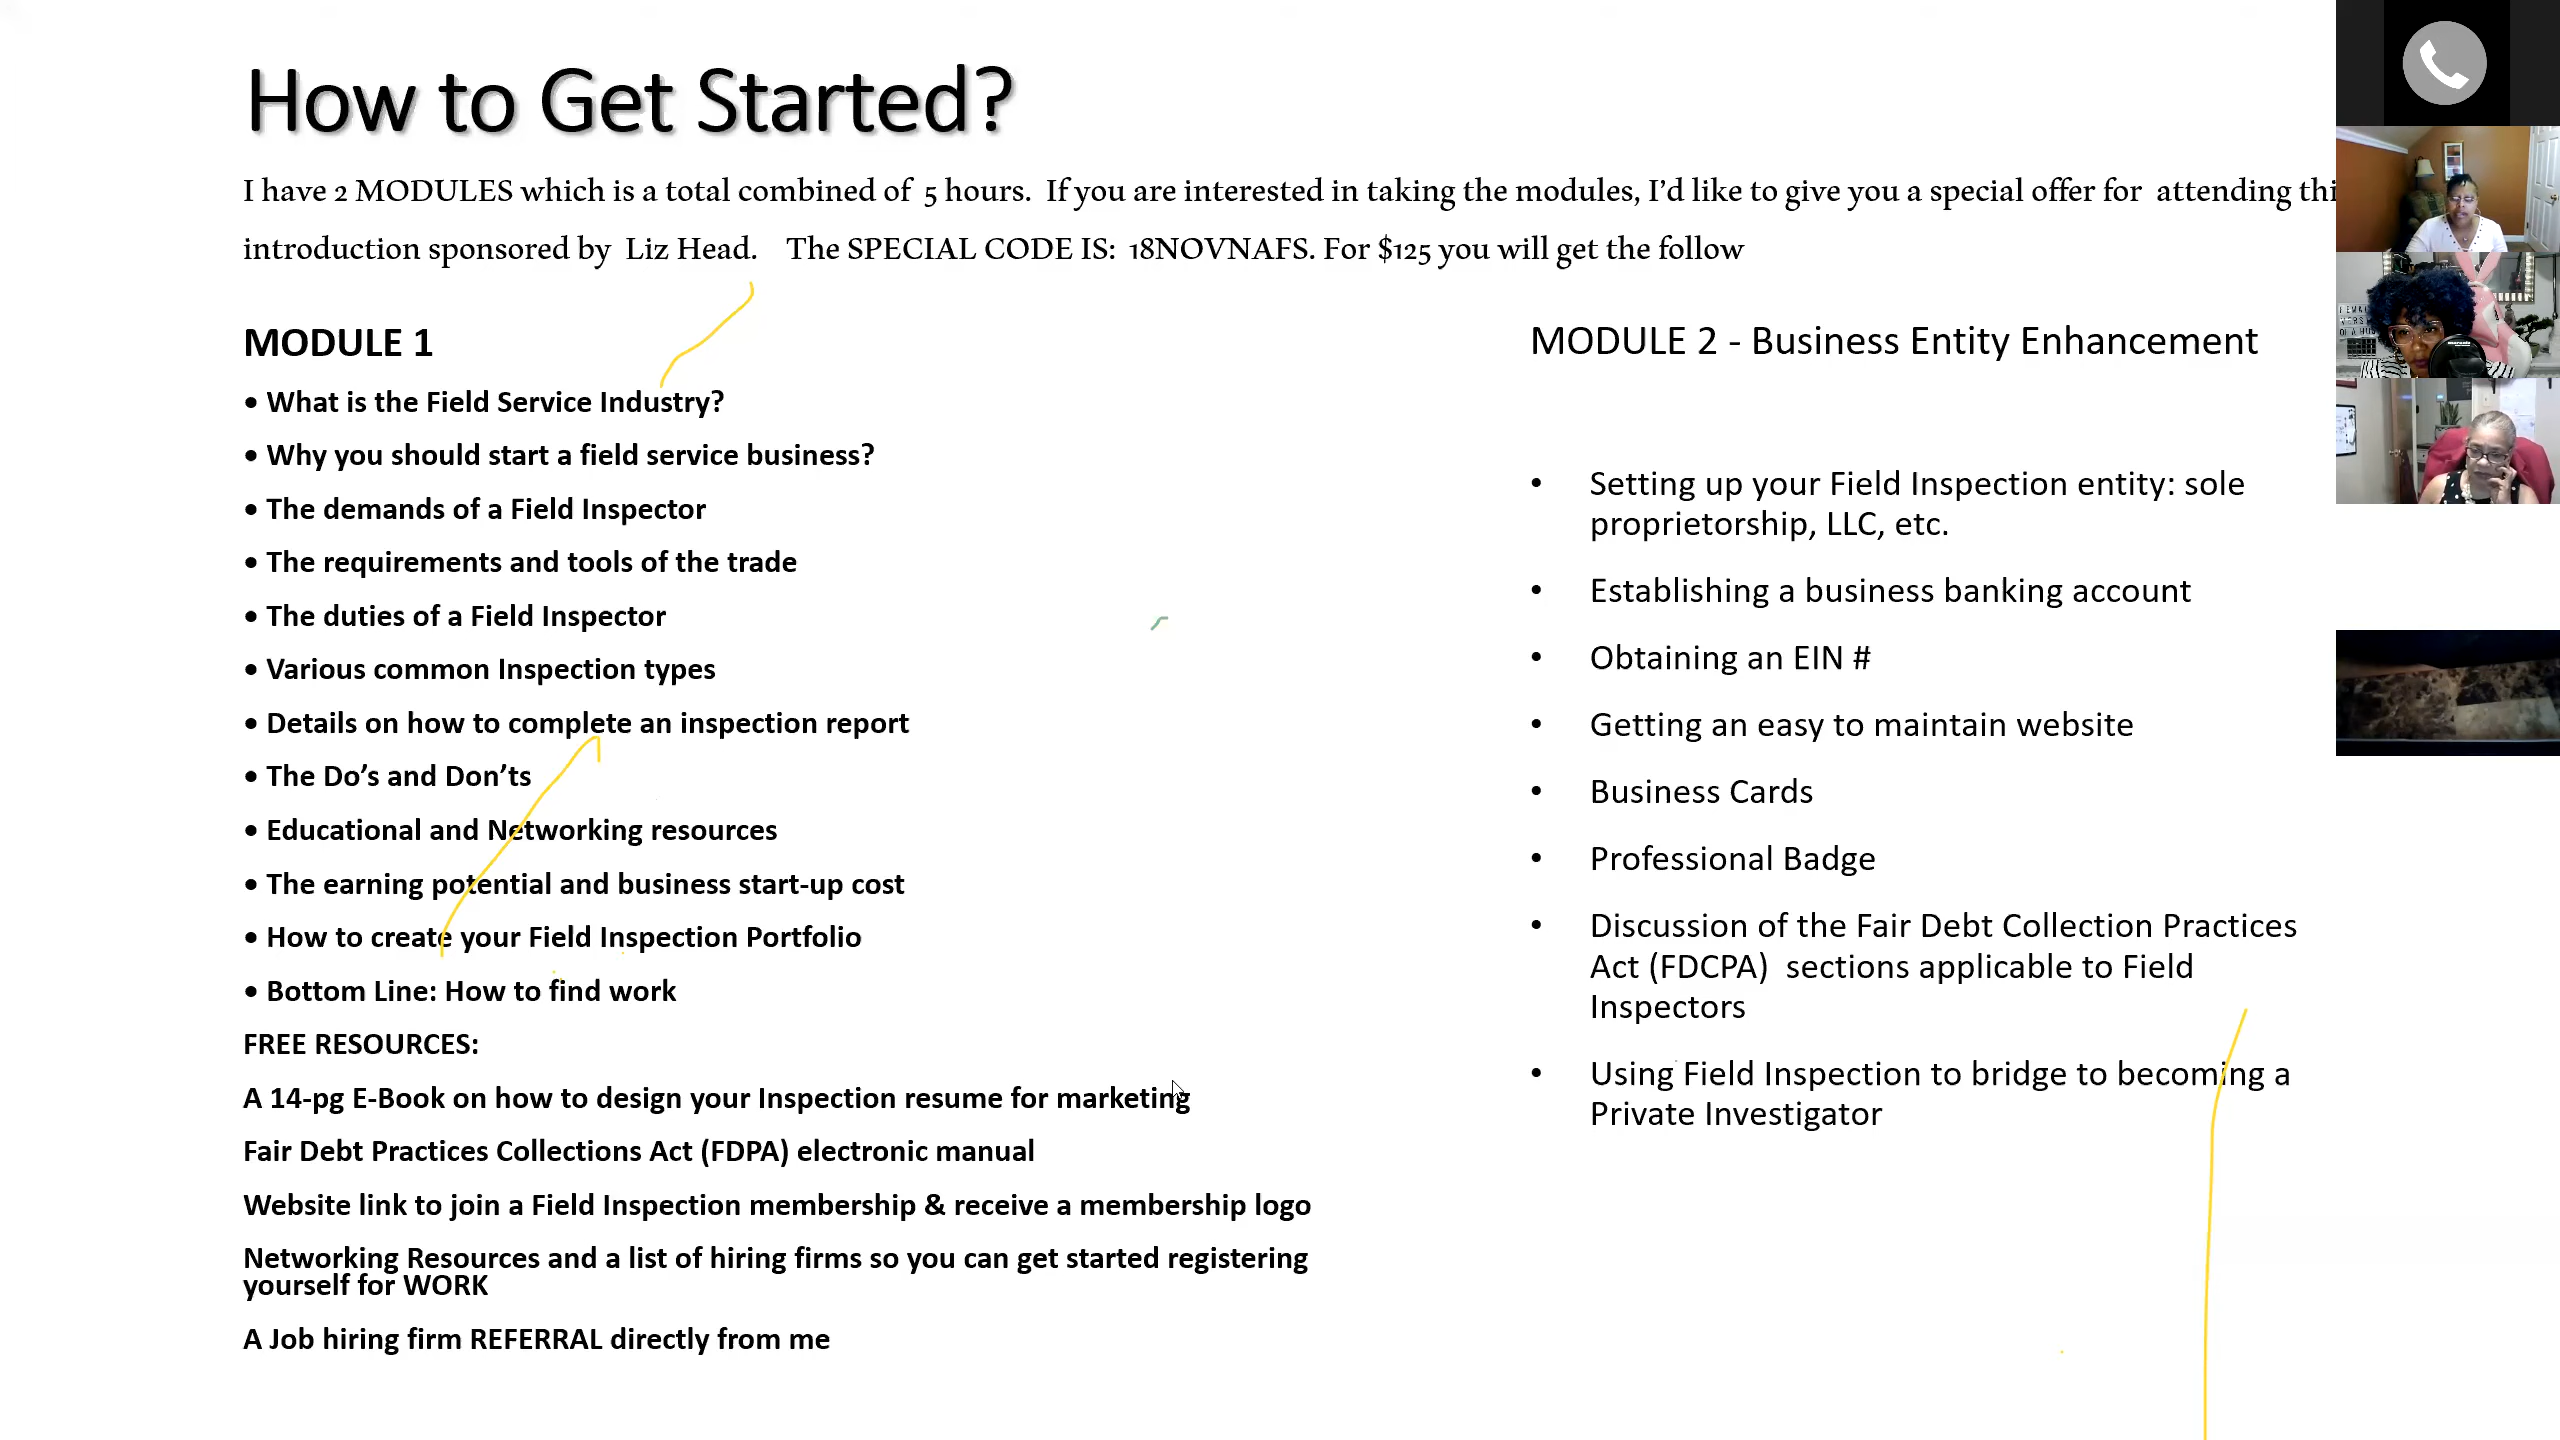 How to Get Started?
I have 2 MODULES which is a total combined of 5 hours. If you are interested in taking the modules, I'd like to give you a special offer for attending thi
introduction sponsored by Liz Head. The SPECIAL CODE IS: 18NOVNAFS. For $125 you will get the follow
MODULE 1
• What is the Field Service Industry?
• Why you should start a field service business?
• The demands of a Field Inspector
• The requirements and tools of the trade
• The duties of a Field Inspector
• Various common Inspection types
• Details on how to complete an inspection report
• The Do's and Don'ts
• Educational and Networking resources
• The earning potential and business start-up cost
• How to create your Field Inspection Portfolio
• Bottom Line: How to find work
FREE RESOURCES:
A 14-pg E-Book on how to design your Inspection resume for marketing
Fair Debt Practices Collections Act (FDPA) electronic manual
Website link to join a Field Inspection membership & receive a membership logo
Networking Resources and a list of hiring firms so you can get started registering
yourself for WORK
A Job hiring firm REFERRAL directly from me
MODULE 2 - Business Entity Enhancement
• Setting up your Field Inspection entity: sole
proprietorship, LLC, etc.
• Establishing a business banking account
• Obtaining an EIN #
• Getting an easy to maintain website
• Business Cards
• Professional Badge
• Discussion of the Fair Debt Collection Practices
Act (FDCPA) sections applicable to Field
Inspectors
• Using Field Inspection to bridge to becoming a
Private Investigator